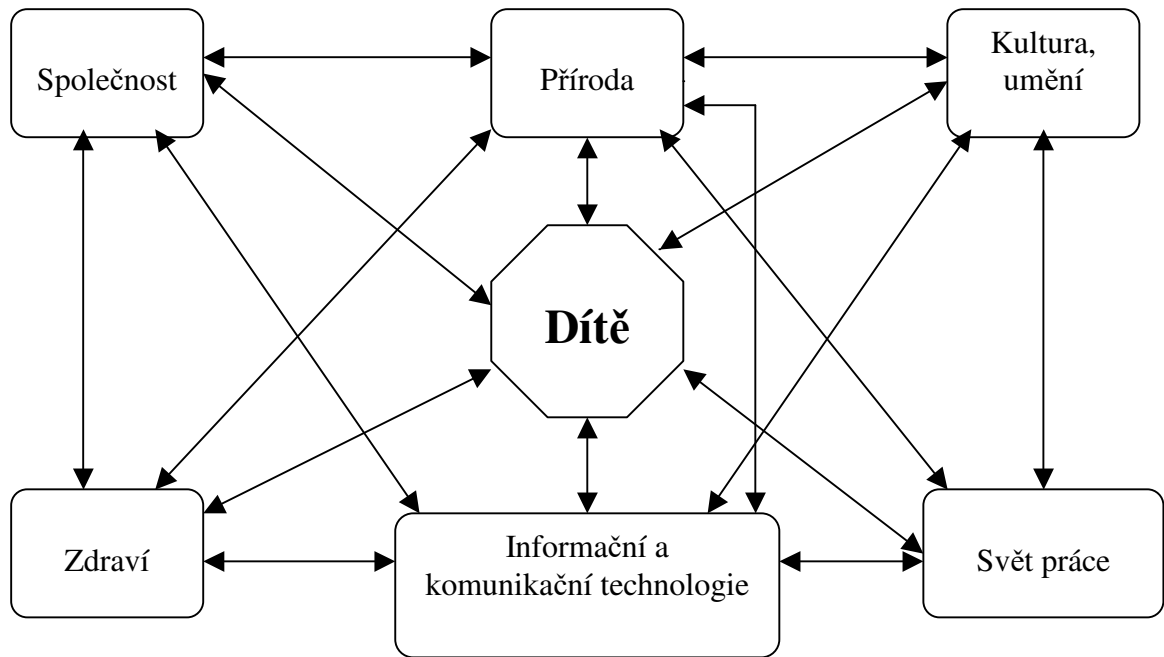 Společnost
Příroda
Kultura,
umění
Dítě
Zdraví
Informační a
komunikační technologie
Svět práce